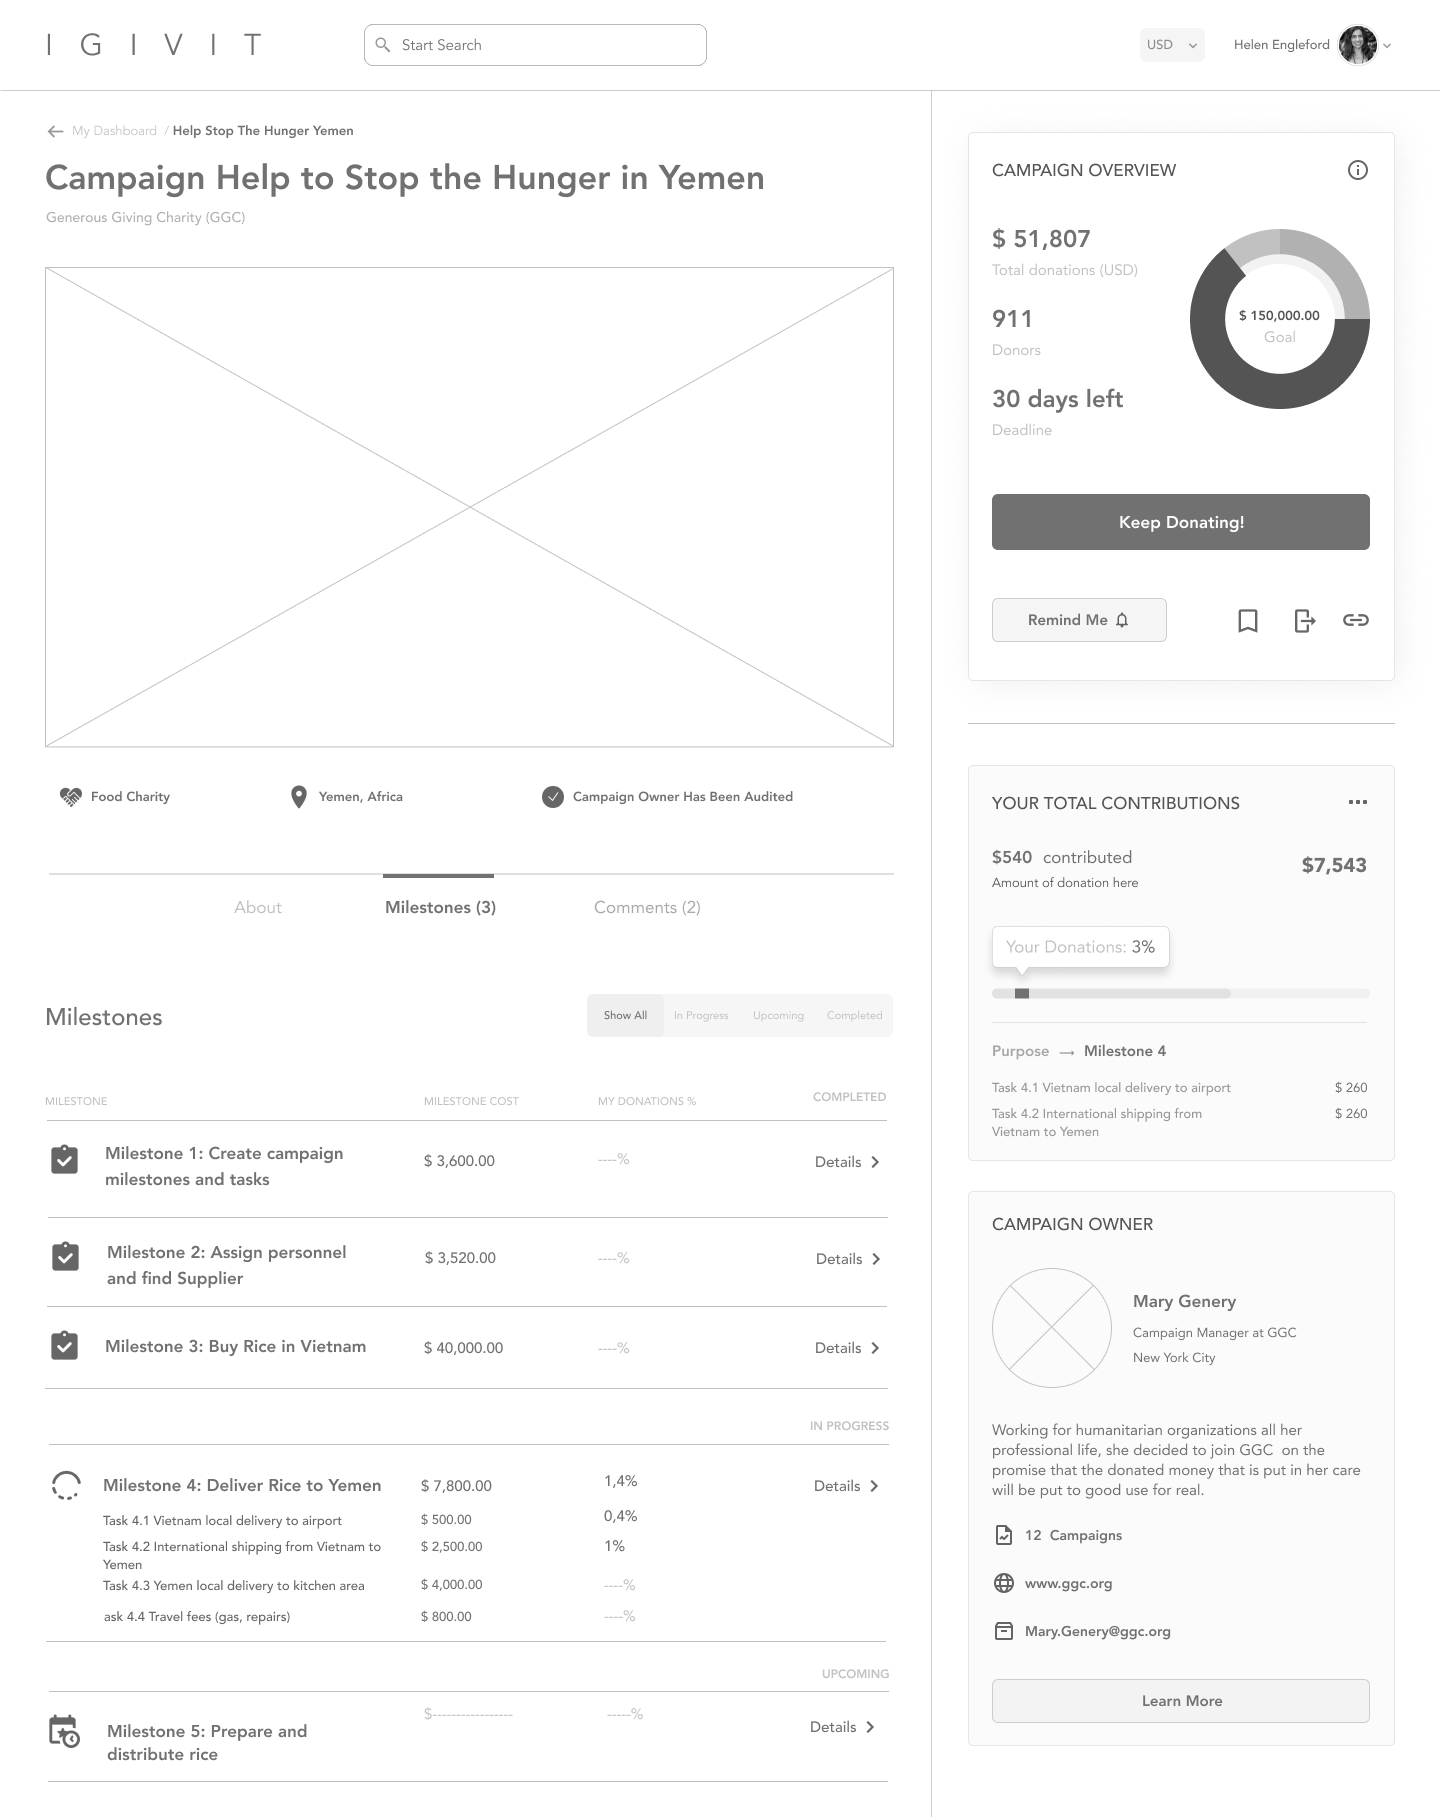 I G I V I T
Start Search
USD
Helen Engleford
My Dashboard / Help Stop The Hunger Yemen
Campaign Help to Stop the Hunger in Yemen
Generous Giving Charity (GGC)
Food Charity
Yemen, Africa
Campaign Owner Has Been Audited
About
Milestones (3)
Comments (2)
Milestones
Show All
In Progress
Upcoming
Completed
MILESTONE
MILESTONE COST
MY DONATIONS %
COMPLETED
Milestone 1: Create campaign
milestones and tasks
$ 3,600.00
----%
Details
Milestone 2: Assign personnel
and find Supplier
$ 3,520.00
----%
Details
Milestone 3: Buy Rice in Vietnam
$ 40,000.00
----%
Details
IN PROGRESS
Milestone 4: Deliver Rice to Yemen
$ 7,800.00
1,4%
Details
Task 4.1 Vietnam local delivery to airport
$ 500.00
0,4%
Task 4.2 International shipping from Vietnam to
Yemen
$ 2,500.00
1%
Task 4.3 Yemen local delivery to kitchen area
$ 4,000.00
----%
ask 4.4 Travel fees (gas, repairs)
$ 800.00
----%
UPCOMING
Milestone 5: Prepare and
distribute rice
$-----------------
-----%
Details
CAMPAIGN OVERVIEW
$ 51,807
Total donations (USD)
911
Donors
30 days left
Deadline
$ 150,000.00
Goal
Keep Donating!
Remind Me
YOUR TOTAL CONTRIBUTIONS
$540 contributed
Amount of donation here
$7,543
Your Donations: 3%
Purpose → Milestone 4
Task 4.1 Vietnam local delivery to airport
$ 260
Task 4.2 International shipping from
Vietnam to Yemen
$ 260
CAMPAIGN OWNER
Mary Genery
Campaign Manager at GGC
New York City
Working for humanitarian organizations all her
professional life, she decided to join GGC on the
promise that the donated money that is put in her care
will be put to good use for real.
12 Campaigns
www.ggc.org
Mary.Genery@ggc.org
Learn More